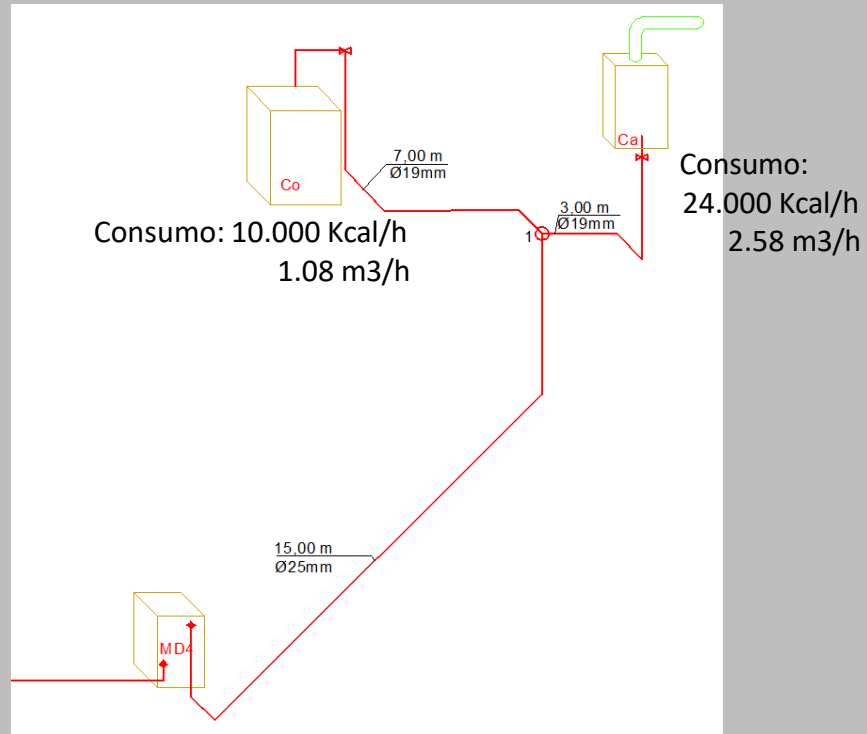 Ca
7,00 m
Ø19mm
Co
Consumo:
24.000 Kcal/h
2.58 m3/h
3,00 m
Ø19mm
1
Consumo: 10.000 Kcal/h
1.08 m3/h
15,00 m
Ø25mm
MD4